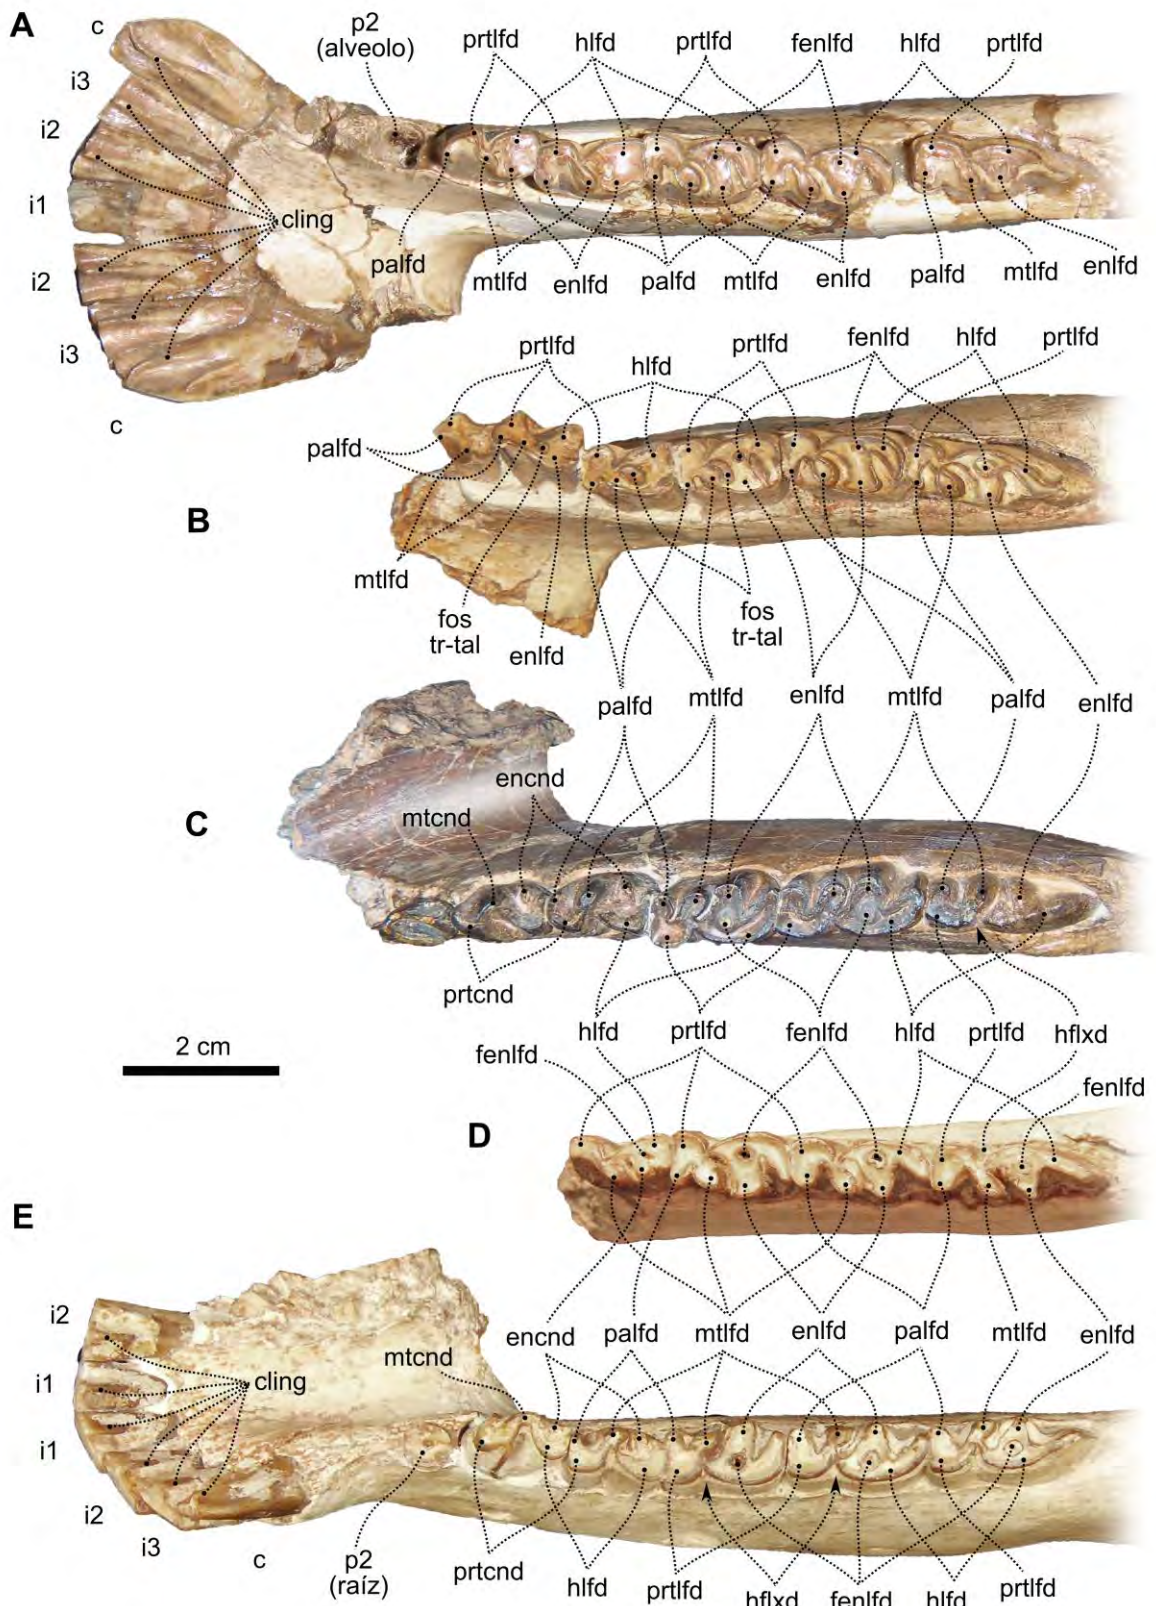 A
c
p2
(alveolo)
prtlfd
hlfd
prtlfd
fenlfd
hlfd
prtlfd
i3
i2
i1
i2
i3
c
cling
palfd
mtlfd
enlfd
palfd
mtlfd
enlfd
palfd
mtlfd
enlfd
B
prtlfd
hlfd
prtlfd
fenlfd
hlfd
prtlfd
palfd
mtlfd
fos
tr-tal
enlfd
fos
tr-tal
palfd
mtlfd
enlfd
mtlfd
palfd
enlfd
C
encnd
mtcnd
prtcnd
hlfd
prtlfd
fenlfd
hlfd
prtlfd
hflxd
2 cm
fenlfd
fenlfd
D
E
encnd
palfd
mtlfd
enlfd
palfd
mtlfd
enlfd
i2
i1
i1
i2
i3
c
mtcnd
cling
p2
(raíz)
prtcnd
hlfd
prtlfd
hflxd
fenlfd
hlfd
prtlfd